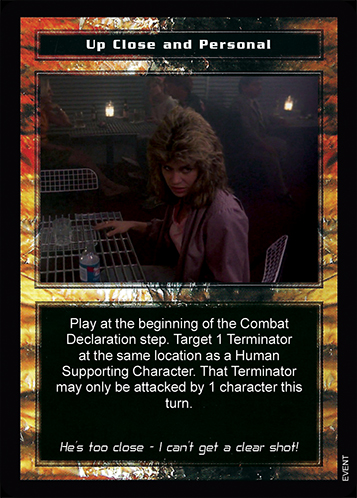 Up Close and Personal
Play at the beginning of the Combat
Declaration step. Target 1 Terminator
at the same location as a Human
Supporting Character. That Terminator
may only be attacked by 1 character this
turn.
He's too close - I can't get a clear shot!
EVENT